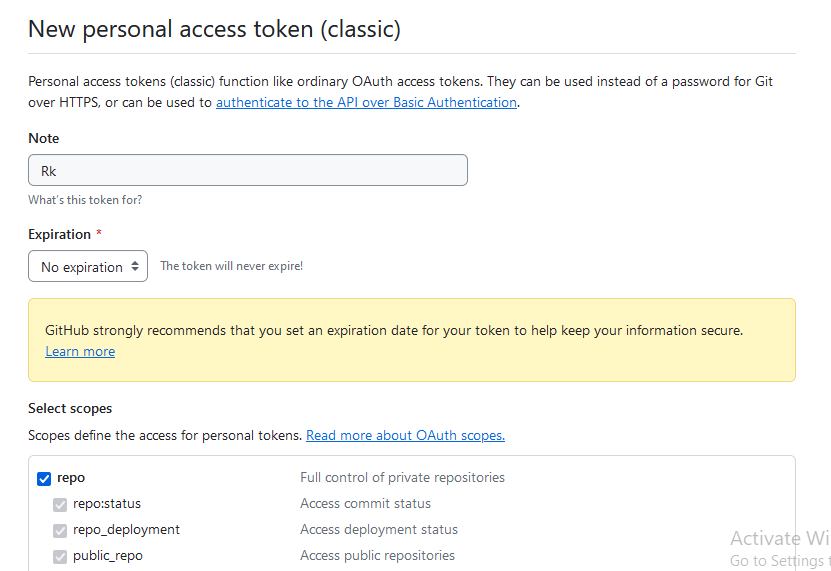 New personal access token (classic)
Personal access tokens (classic) function like ordinary OAuth access tokens. They can be used instead of a password for Git
over HTTPS, or can be used to authenticate to the API over Basic Authentication.
Note
Rk
What's this token for?
Expiration *
No expiration The token will never expire!
GitHub strongly recommends that you set an expiration date for your token to help keep your information secure.
Learn more
Select scopes
Scopes define the access for personal tokens. Read more about OAuth scopes.
repo Full control of private repositories
repo:status Access commit status
repo_deployment Access deployment status
public_repo Access public repositories
Activate Wi
Go to Settings t